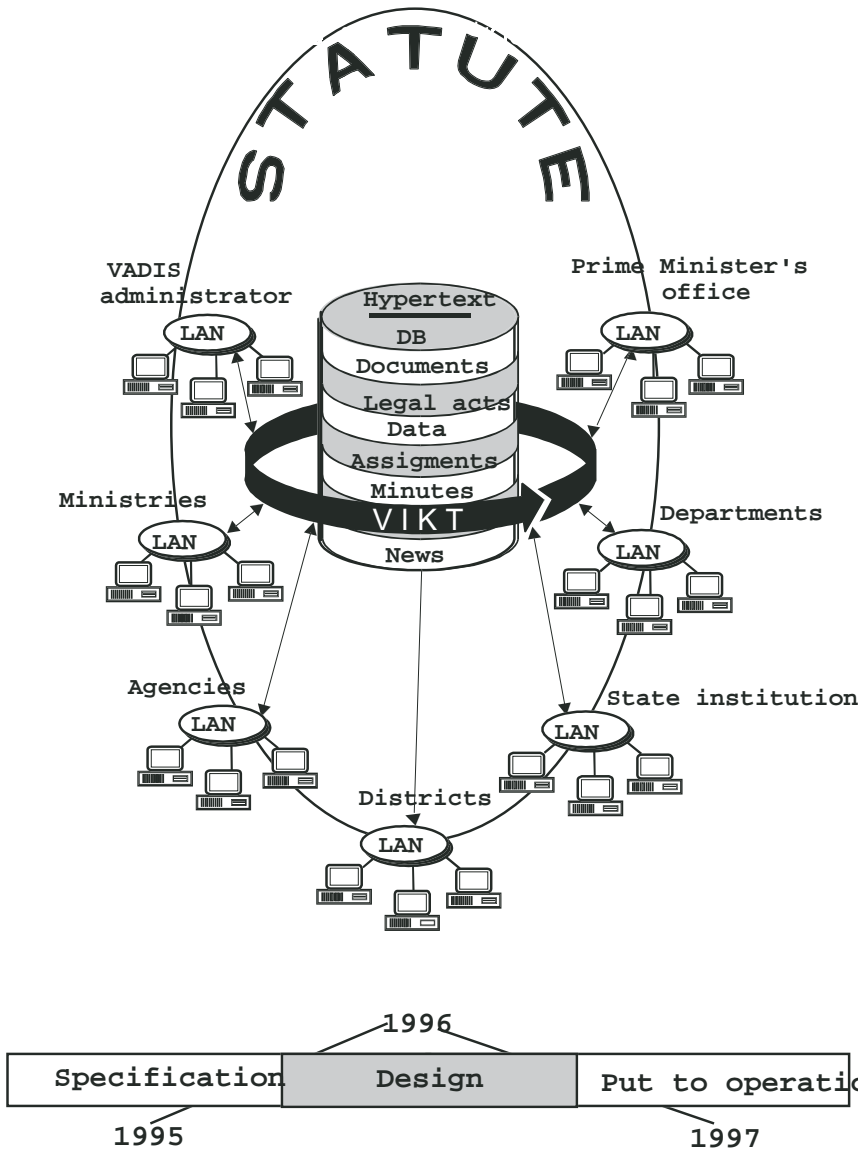 STATUTE
VADIS
administrator
Prime Minister's
office
Hypertext
DB
Documents
Legal acts
Data
Assigments
Minutes
VIKT
News
LAN
LAN
Ministries
Departments
LAN
LAN
Agencies
State institution
LAN
LAN
Districts
LAN
1996
Specification
Design
Put to operatio
1995
1997